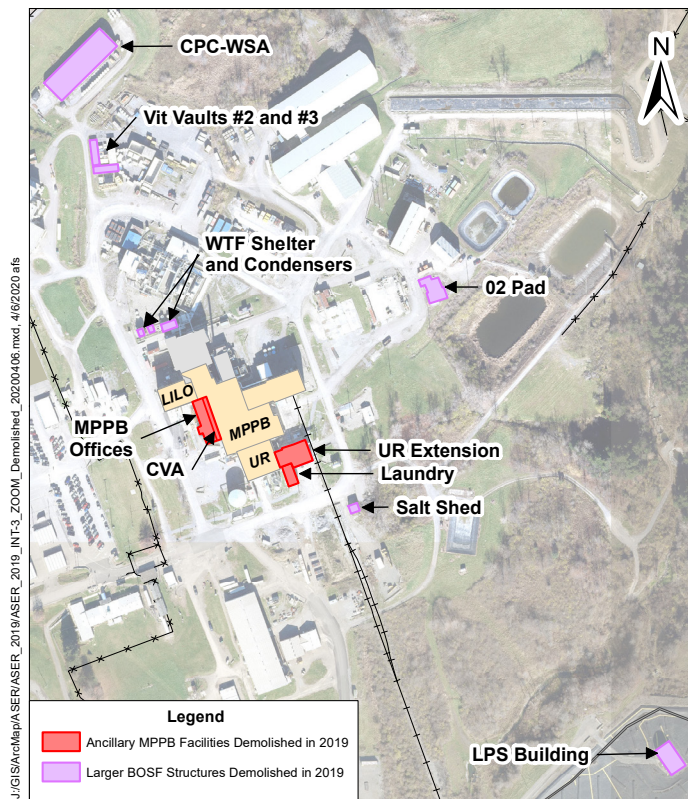 CPC-WSA
N
Vit Vaults #2 and #3
WTF Shelter
and Condensers
02 Pad
LILO
MPPB
Offices
MPPB
CVA
UR
UR Extension
Laundry
Salt Shed
LPS Building
Legend
Ancillary MPPB Facilities Demolished in 2019
Larger BOSF Structures Demolished in 2019
J:/GIS/ArcMap/ASER/ASER_2019/ASER_2019_INT-3_ZOOM_Demolished_20200406.mxd, 4/6/2020 afs